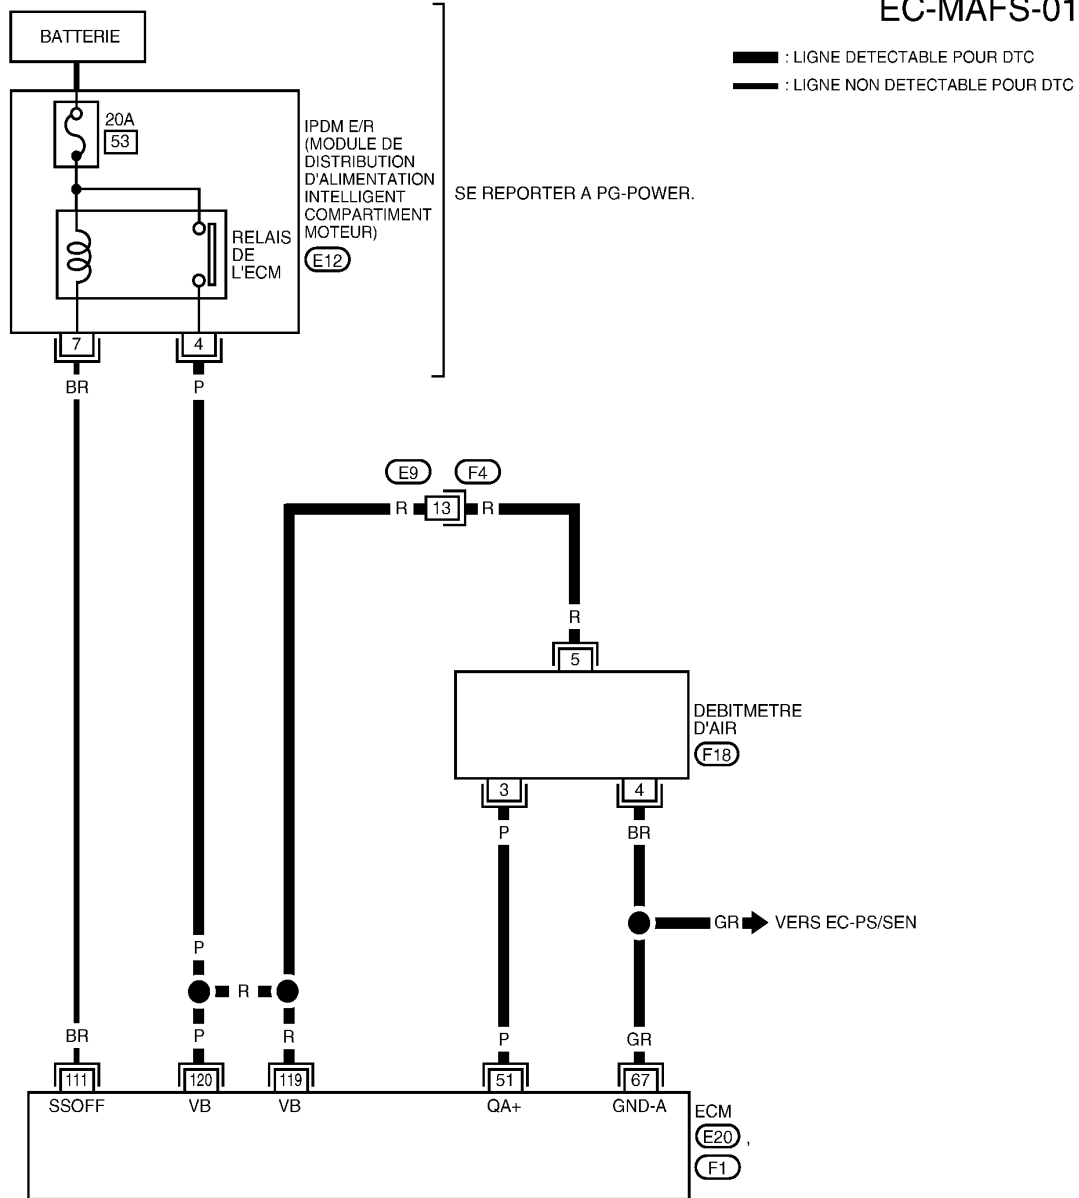 EC-MAFS-01
BATTERIE
: LIGNE DETECTABLE POUR DTC
: LIGNE NON DETECTABLE POUR DTC
20A
53
IPDM E/R
(MODULE DE
DISTRIBUTION
D'ALIMENTATION
INTELLIGENT
COMPARTIMENT
MOTEUR)
E12
SE REPORTER A PG-POWER.
RELAIS
DE
L'ECM
7
4
BR
P
E9
F4
R
13
R
R
5
DEBITMETRE
D'AIR
F18
3
4
P
BR
GR
VERS EC-PS/SEN
P
R
BR
P
R
P
GR
111
120
119
51
67
SSOFF
VB
VB
QA+
GND-A
ECM
E20 ,
F1